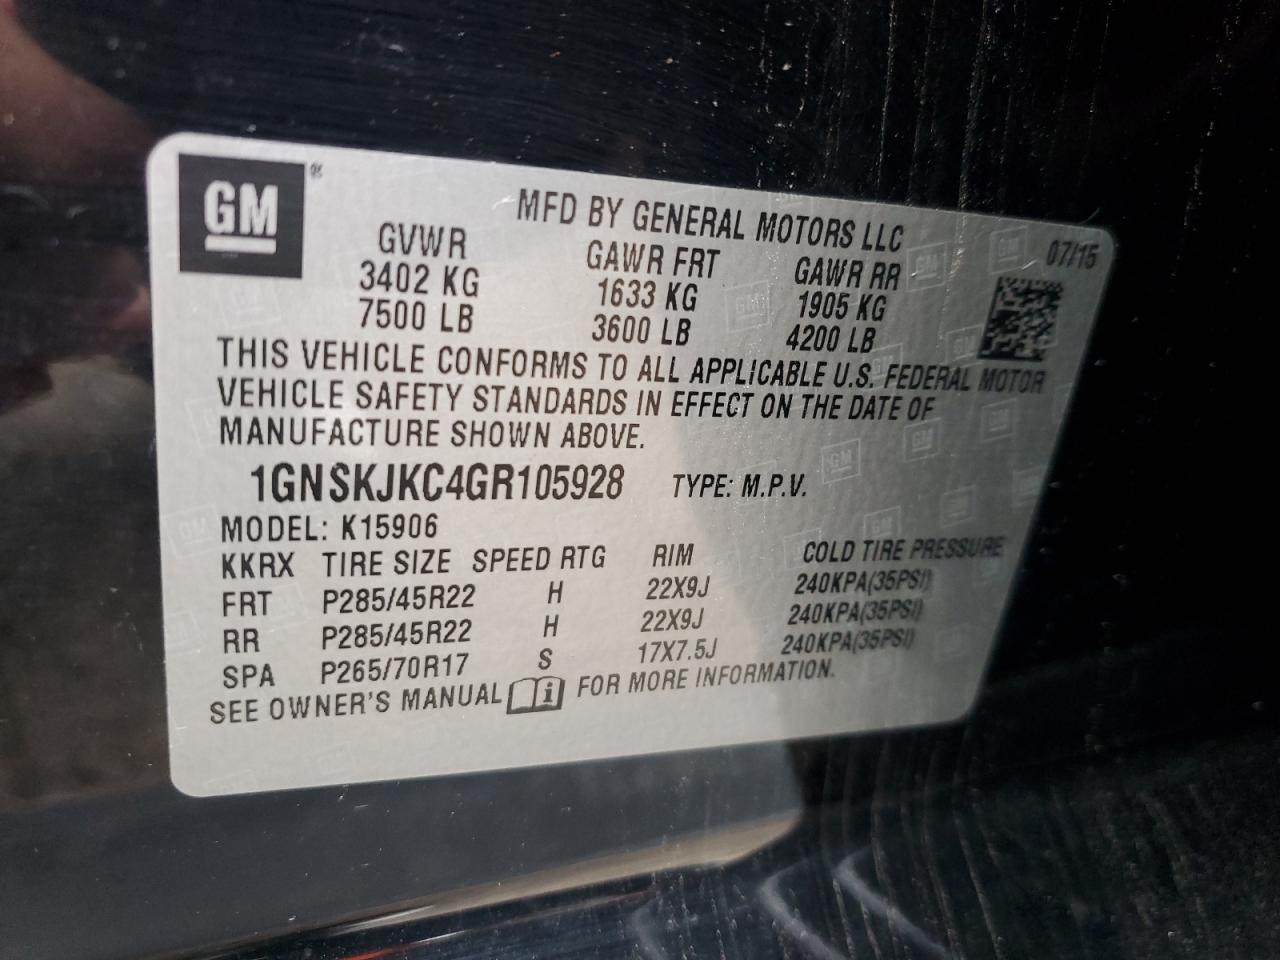 GM®
MFD BY GENERAL MOTORS LLC
07/15
GVWR GAWR FRT GAWR RR
3402 KG 1633 KG 1905 KG
7500 LB 3600 LB 4200 LB
THIS VEHICLE CONFORMS TO ALL APPLICABLE U.S. FEDERAL MOTOR
VEHICLE SAFETY STANDARDS IN EFFECT ON THE DATE OF
MANUFACTURE SHOWN ABOVE.
1GNSKJKC4GR105928 TYPE: M.P.V.
MODEL: K15906
KKRX TIRE SIZE SPEED RTG RIM COLD TIRE PRESSURE
FRT P285/45R22 H 22X9J 240KPA(35PSI)
RR P285/45R22 H 22X9J 240KPA(35PSI)
SPA P265/70R17 S 17X7.5J 240KPA(35PSI)
SEE OWNER'S MANUAL i FOR MORE INFORMATION.